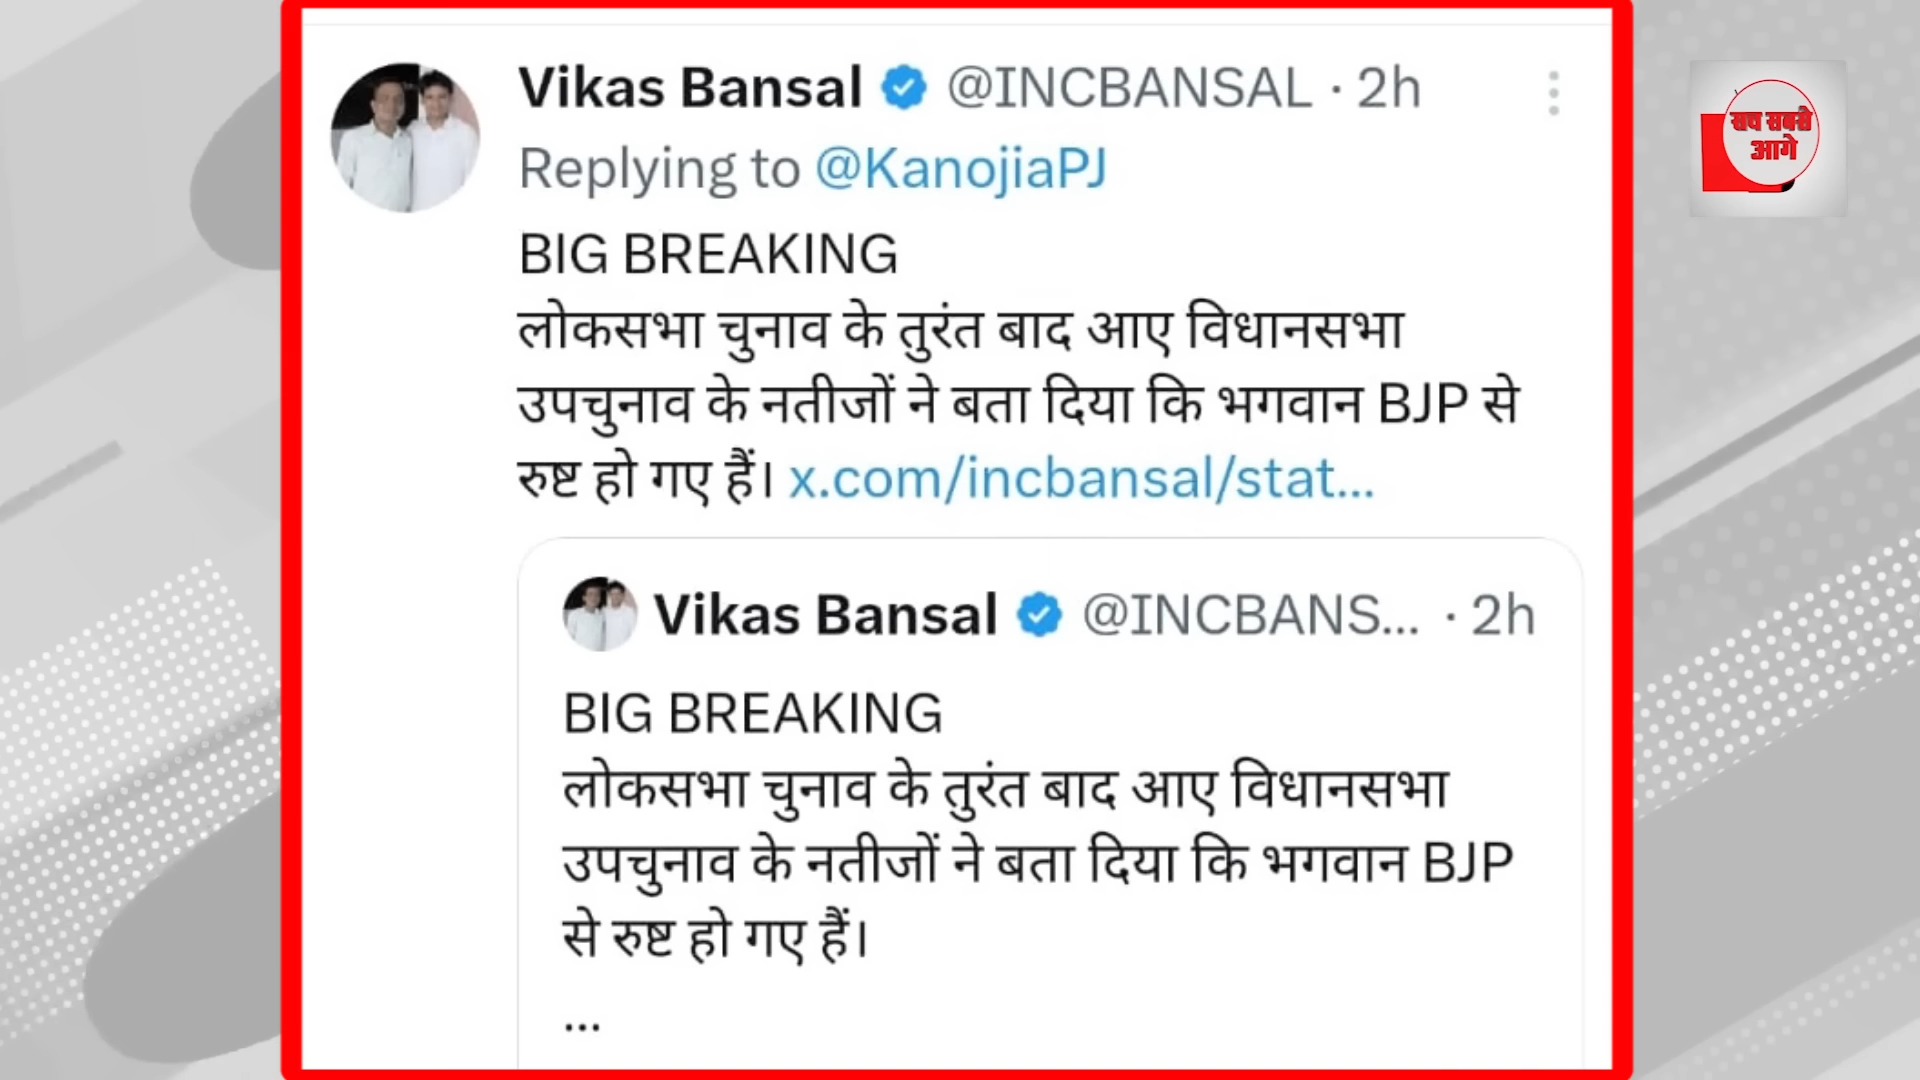 Vikas Bansal @INCBANSAL · 2h
Replying to @KanojiaPJ
BIG BREAKING
लोकसभा चुनाव के तुरंत बाद आए विधानसभा
उपचुनाव के नतीजों ने बता दिया कि भगवान BJP से
रुष्ट हो गए हैं। x.com/incbansal/stat...
Vikas Bansal @INCBANS... · 2h
BIG BREAKING
लोकसभा चुनाव के तुरंत बाद आए विधानसभा
उपचुनाव के नतीजों ने बता दिया कि भगवान BJP
से रुष्ट हो गए हैं।
...
सच सबसे
आगे